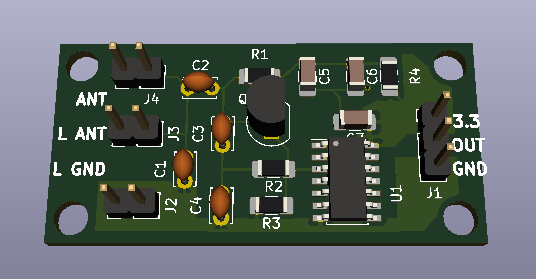 R1
C2
C5
C6
R4
ANT
J4
Q
L ANT
J3
C3
3.3
OUT
L GND
C1
GND
R2
U1
J1
J2
C4
R3